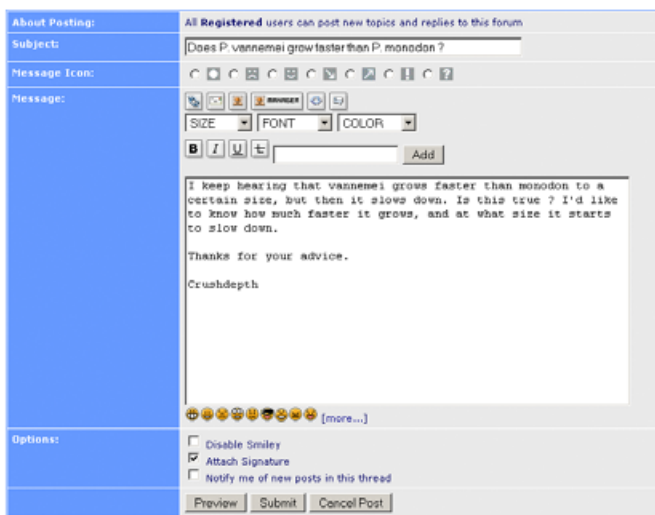 About Posting: All Registered users can post new topics and replies to this forum
Subject: Does P. vannemei grow faster than P. monodon ?
Message Icon:
Message:
SIZE FONT COLOR
B I U t Add
I keep hearing that vannemei grows faster than monodon to a
certain size, but then it slows down. Is this true ? I'd like
to know how much faster it grows, and at what size it starts
to slow down.
Thanks for your advice.
Crushdepth
[more...]
Options: Disable Smiley
Attach Signature
Notify me of new posts in this thread
Preview Submit Cancel Post